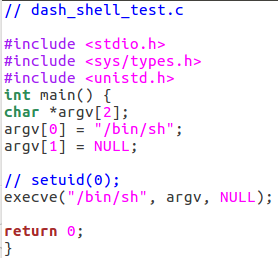 // dash_shell_test.c
#include <stdio.h>
#include <sys/types.h>
#include <unistd.h>
int main() {
char *argv[2];
argv[0] = "/bin/sh";
argv[1] = NULL;
// setuid(0);
execve("/bin/sh", argv, NULL);
return 0;
}